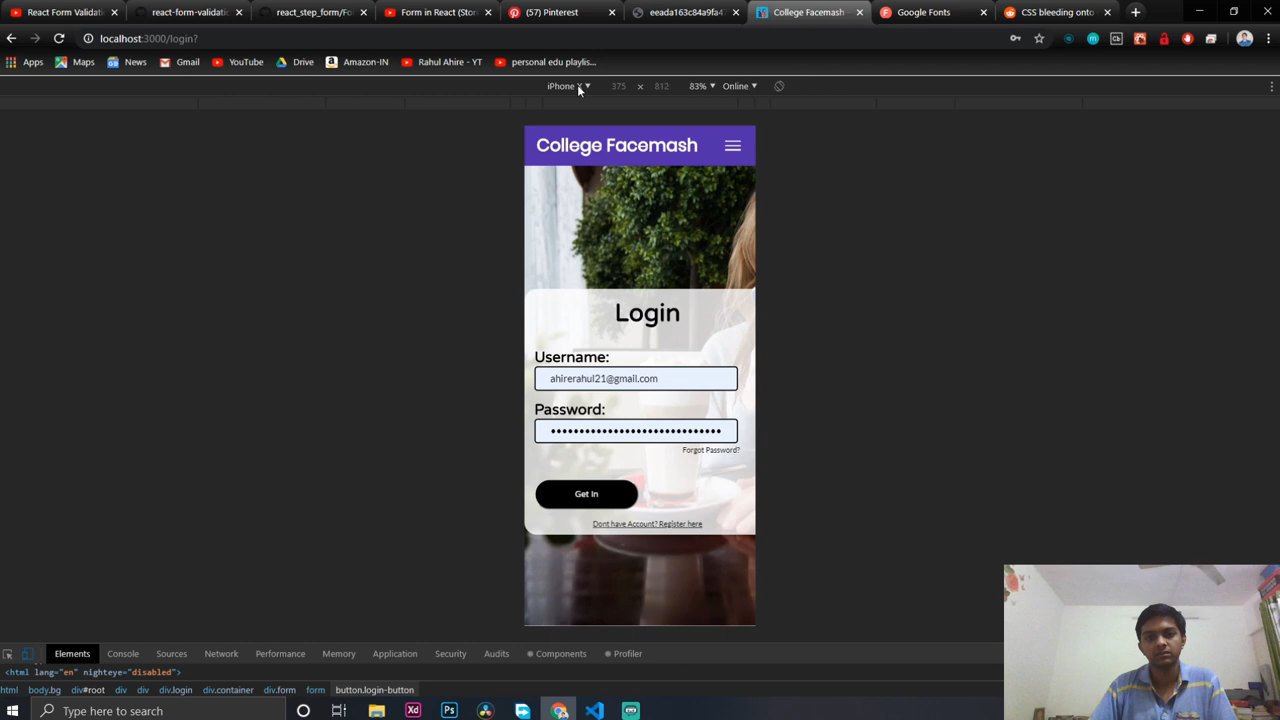 React Form Validati
react-form-validatio
react_step_form/Fo
Form in React (Stor
(57) Pinterest
eeada163c84a9fa47
College Facemash
Google Fonts
CSS bleeding onto
localhost:3000/login?
Apps
Maps
News
Gmail
YouTube
Drive
Amazon-IN
Rahul Ahire - YT
personal edu playlis...
iPhone X
375 × 812
83%
Online
College Facemash
Login
Username:
ahirerahul21@gmail.com
Password:
Forgot Password?
Get In
Dont have Account? Register here
Elements
Console
Sources
Network
Performance
Memory
Application
Security
Audits
Components
Profiler
<html lang="en" nighteye="disabled">
html body.bg div#root div div div.login div.container div.form form button.login-button
Type here to search